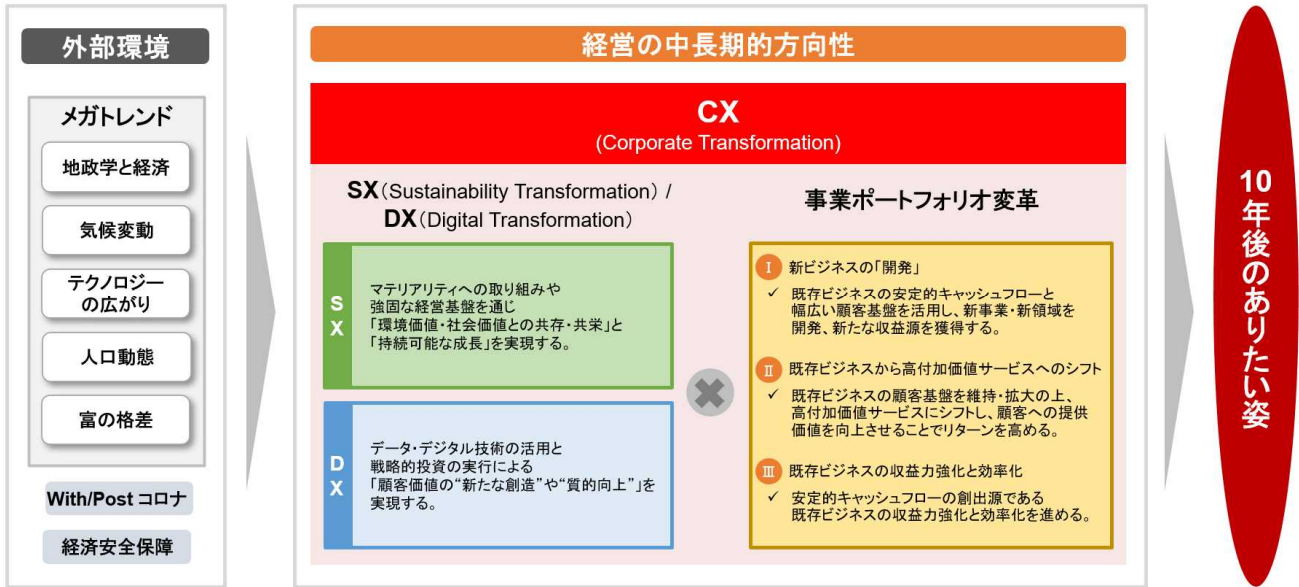 外部環境
メガトレンド
地政学と経済
気候変動
テクノロジー
の広がり
人口動態
富の格差
With/Post コロナ
経済安全保障
経営の中長期的方向性
CX
(Corporate Transformation)
SX(Sustainability Transformation) /
DX(Digital Transformation)
S
X
マテリアリティへの取り組みや
強固な経営基盤を通じ
「環境価値・社会価値との共存・共栄」と
「持続可能な成長」を実現する。
D
X
データ・デジタル技術の活用と
戦略的投資の実行による
「顧客価値の“新たな創造”や“質的向上”」を
実現する。
事業ポートフォリオ変革
Ⅰ 新ビジネスの「開発」
✓ 既存ビジネスの安定的キャッシュフローと
幅広い顧客基盤を活用し、新事業・新領域を
開発、新たな収益源を獲得する。
Ⅱ 既存ビジネスから高付加価値サービスへのシフト
✓ 既存ビジネスの顧客基盤を維持・拡大の上、
高付加価値サービスにシフトし、顧客への提供
価値を向上させることでリターンを高める。
Ⅲ 既存ビジネスの収益力強化と効率化
✓ 安定的キャッシュフローの創出源である
既存ビジネスの収益力強化と効率化を進める。
10年後のありたい姿